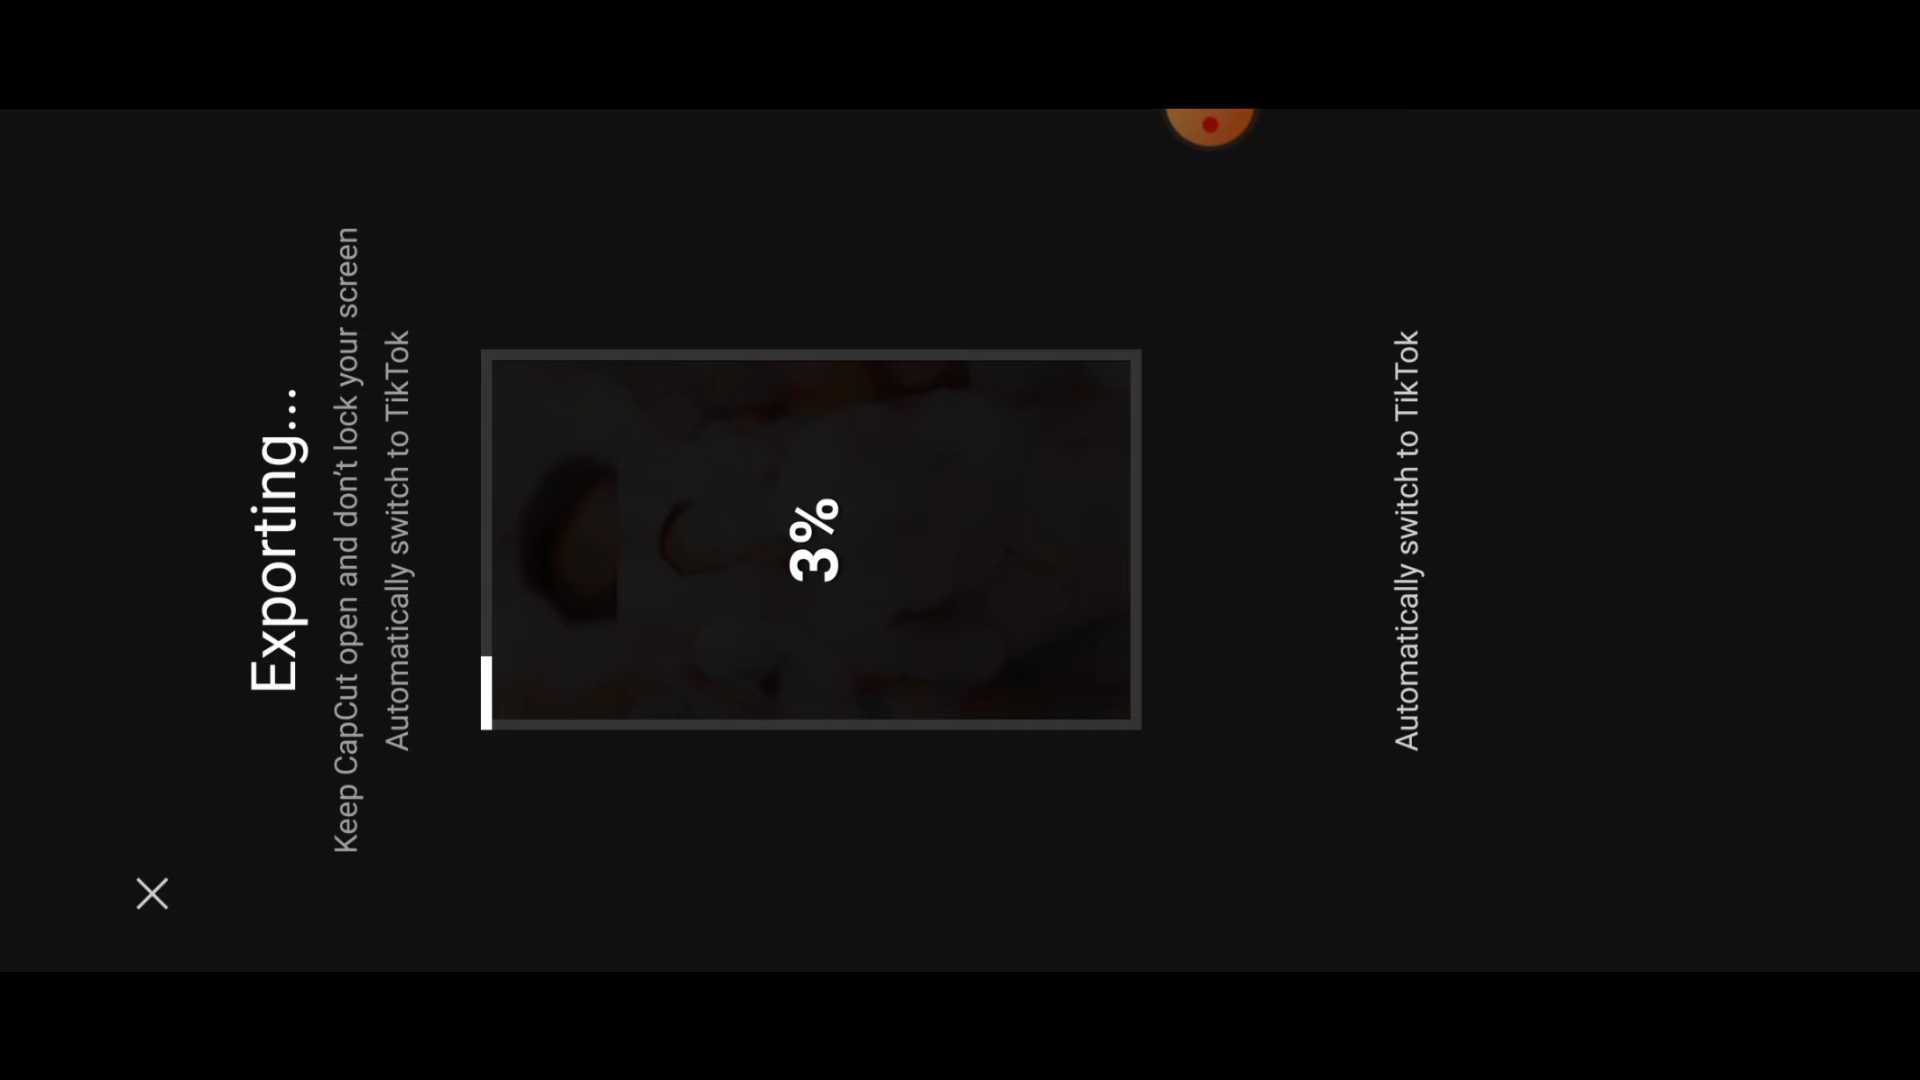 Exporting...
Keep CapCut open and don't lock your screen
Automatically switch to TikTok
3%
Automatically switch to TikTok